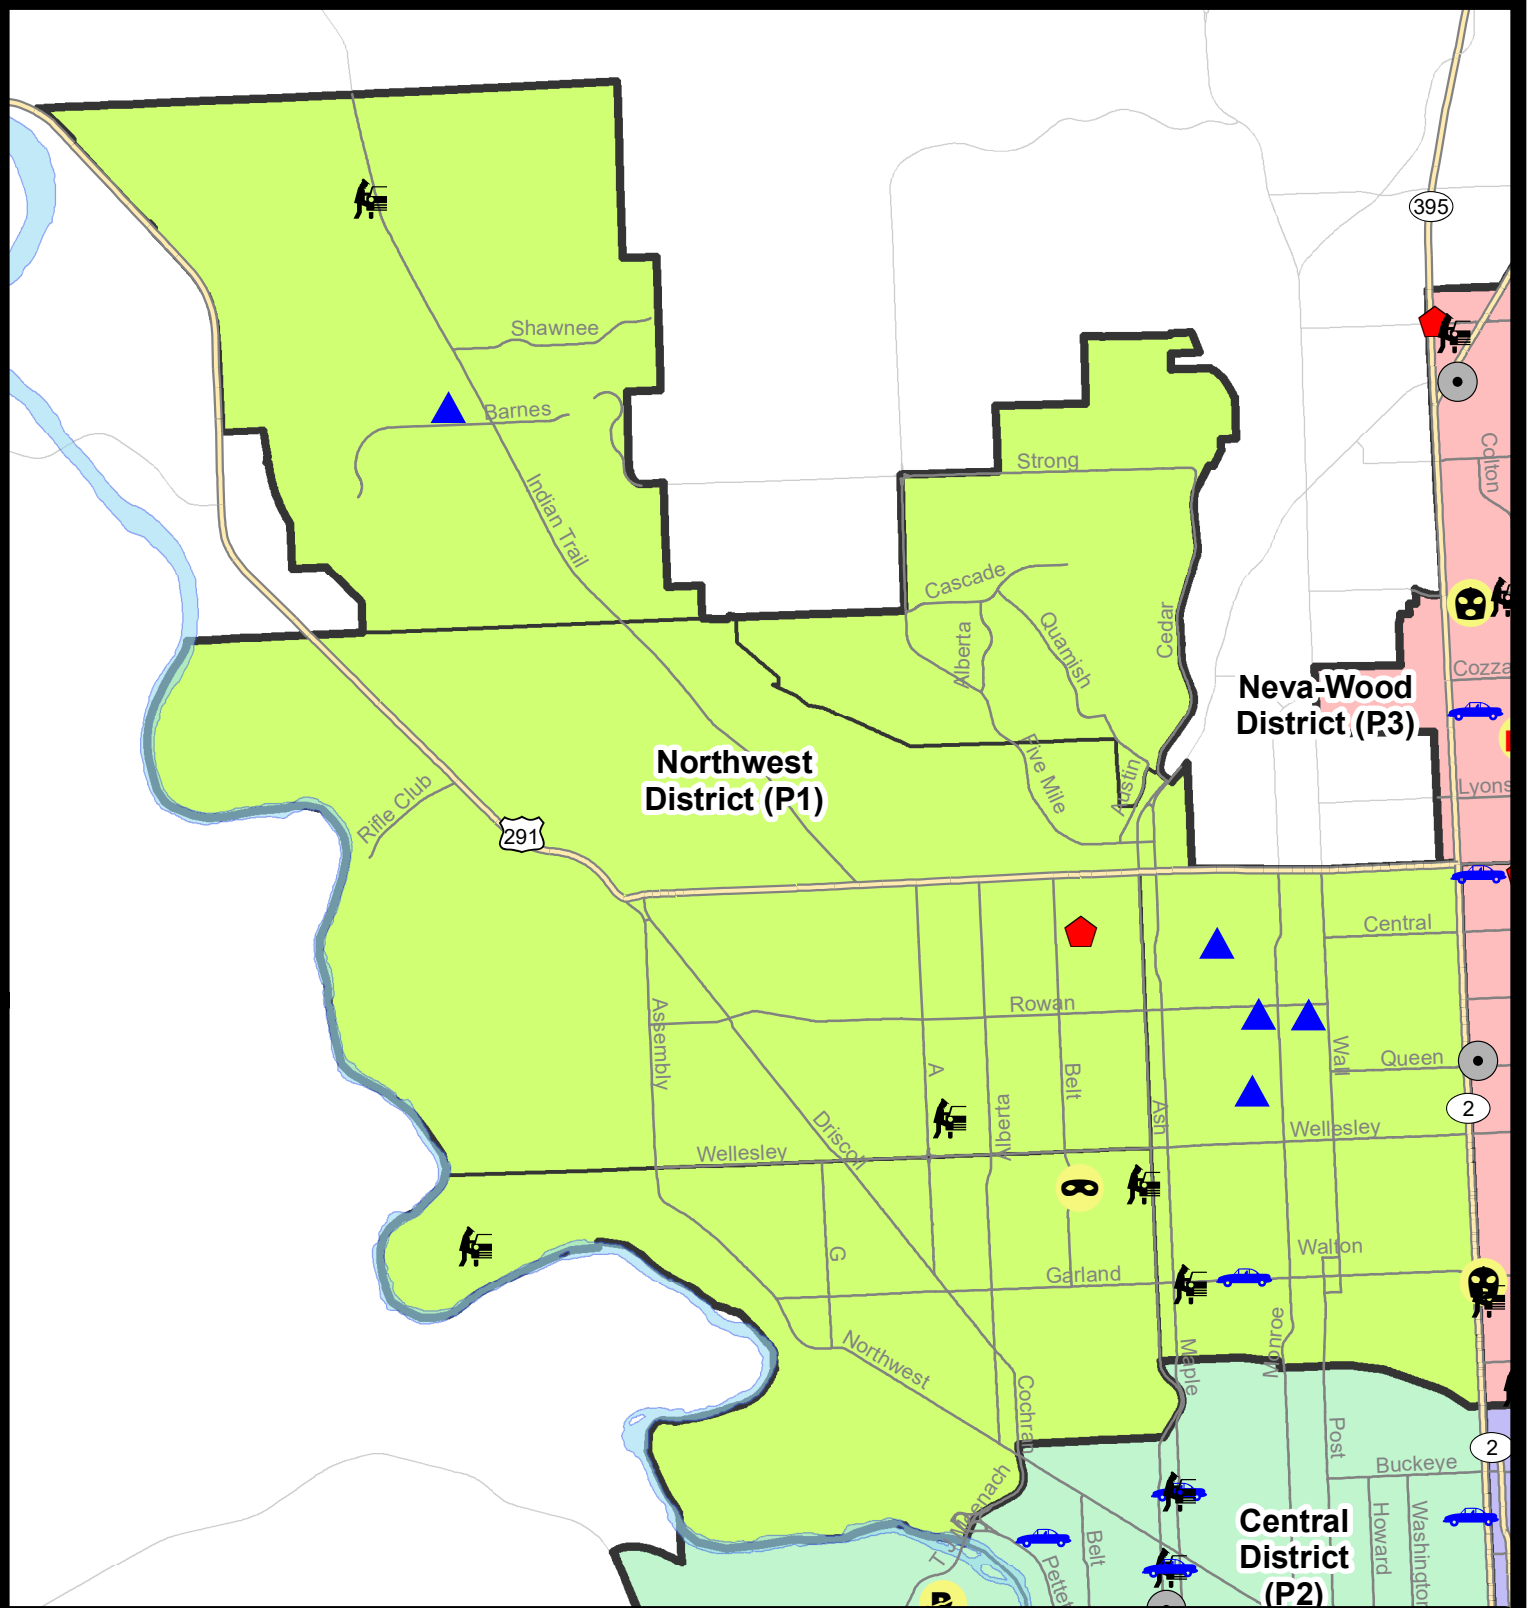 395
Shawnee
Barnes
Colton
Strong
Indian Trail
Cascade
Alberta
Quamish
Cedar
Cozza
Neva-Wood
District (P3)
Northwest
District (P1)
Five Mile
Austin
Lyons
Rifle Club
291
Central
Assembly
Rowan
A
Belt
Wall
Queen
Alberta
Ash
2
Driscoll
Wellesley
Wellesley
G
Walton
Garland
Northwest
Maple
Monroe
Cochran
Post
2
Buckeye
Howard
Washington
Belt
Central
District
(P2)